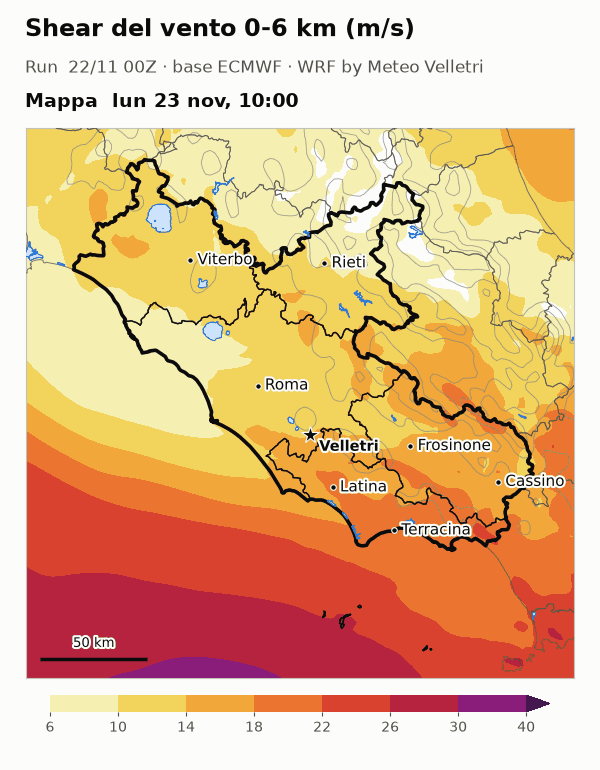 Shear del vento 0-6 km (m/s)
Run  22/11 00Z · base ECMWF · WRF by Meteo Velletri
Mappa  lun 23 nov, 10:00
Viterbo
Rieti
Roma
Velletri
Frosinone
Latina
Cassino
Terracina
50 km
6 10 14 18 22 26 30 40